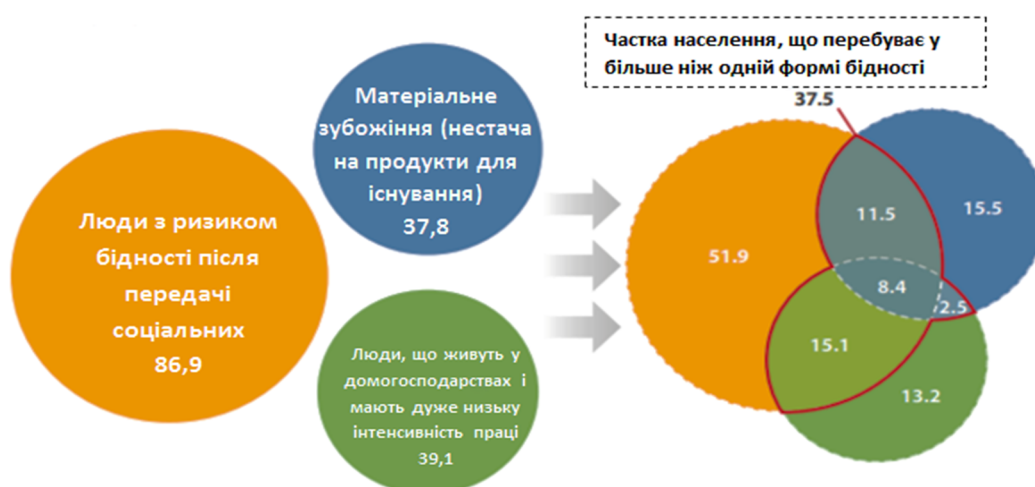 Люди з ризиком
бідності після
передачі
соціальних
86,9
Матеріальне
зубожіння (нестача
на продукти для
існування)
37,8
Люди, що живуть у
домогосподарствах і
мають дуже низьку
інтенсивність праці
39,1
Частка населення, що перебуває у
більше ніж одній формі бідності
37.5
51.9
11.5
15.5
8.4
2.5
15.1
13.2